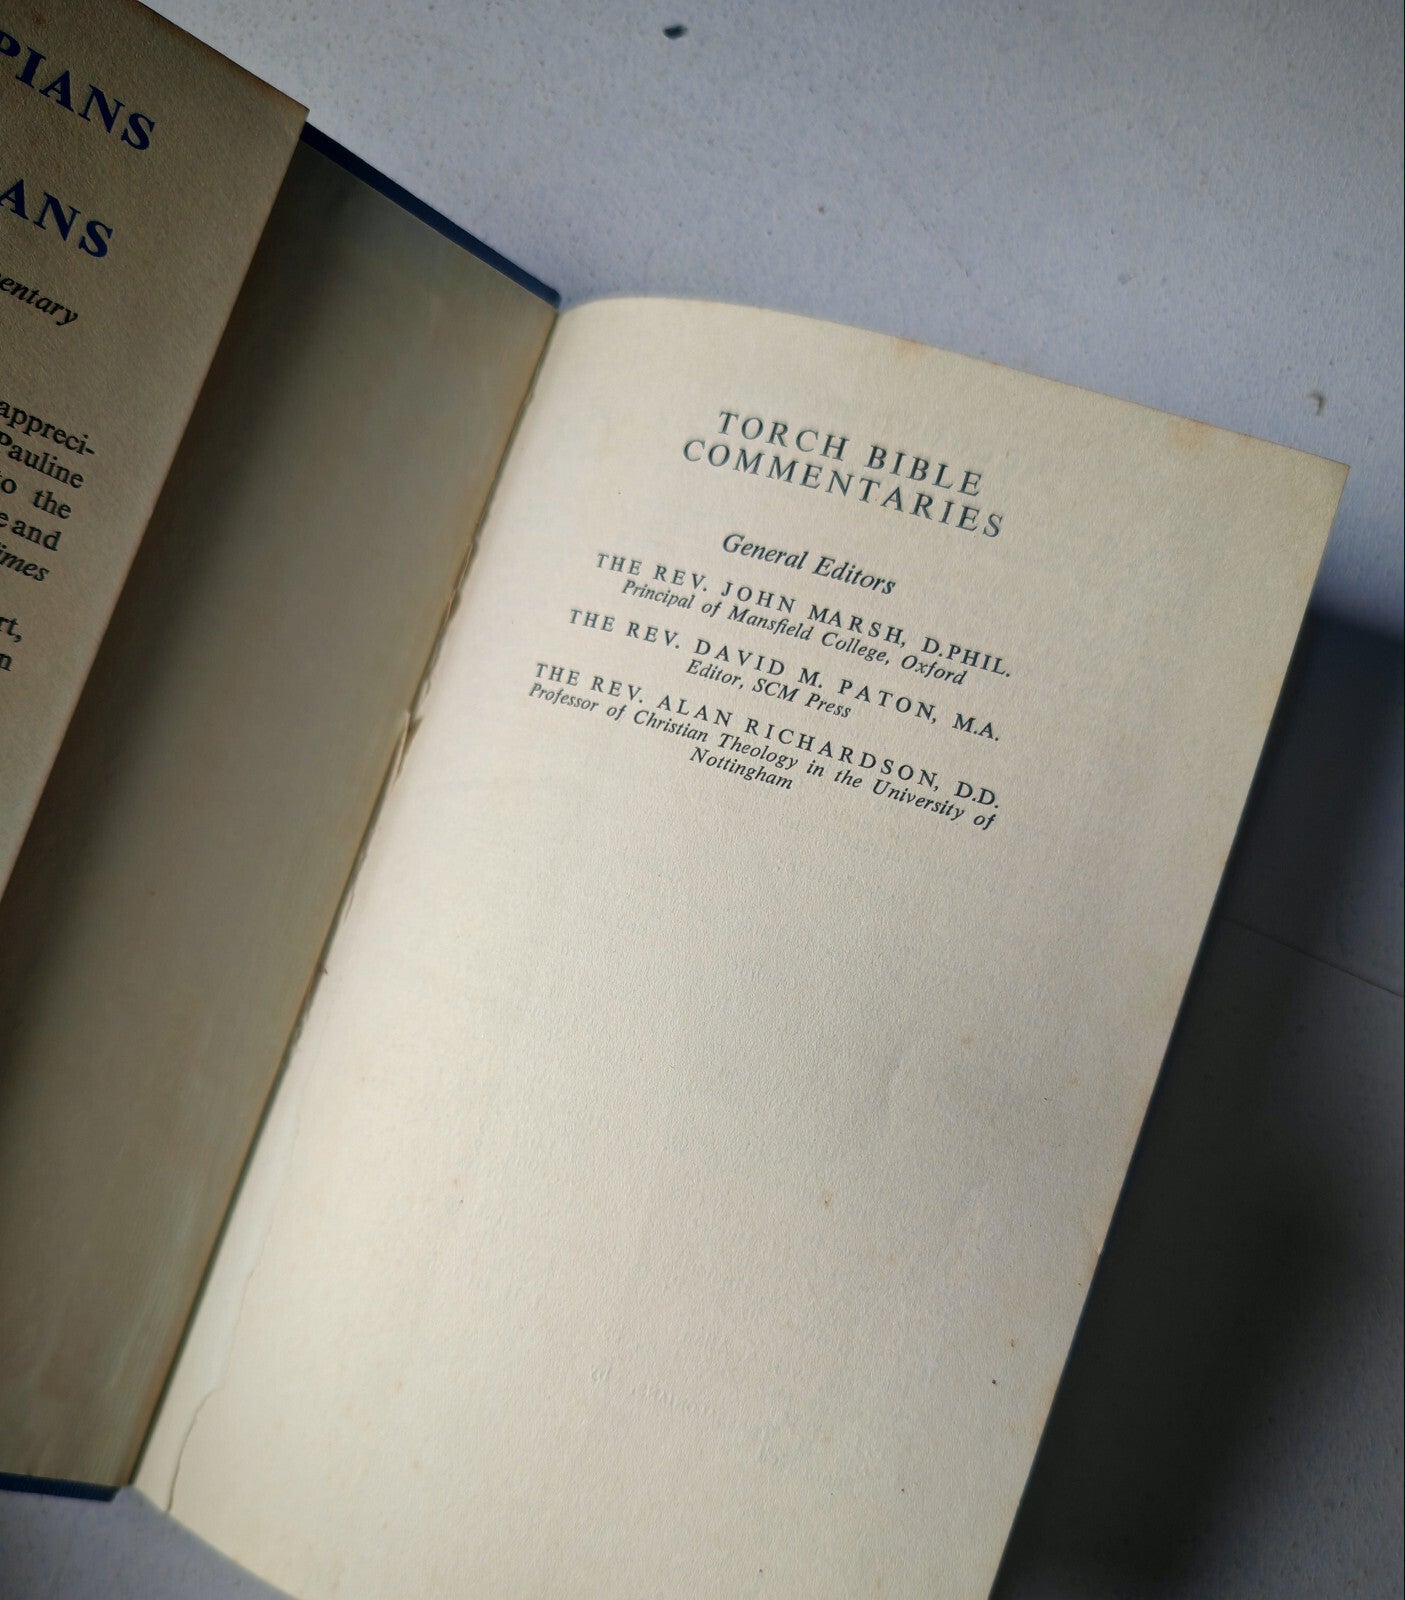 PIANS
ANS
entary
appreci-
Pauline
to the
e and
imes
rt,
n
TORCH BIBLE
COMMENTARIES
General Editors
THE REV. JOHN MARSH, D.PHIL.
Principal of Mansfield College, Oxford
THE REV. DAVID M. PATON, M.A.
Editor, SCM Press
THE REV. ALAN RICHARDSON, D.D.
Professor of Christian Theology in the University of
Nottingham